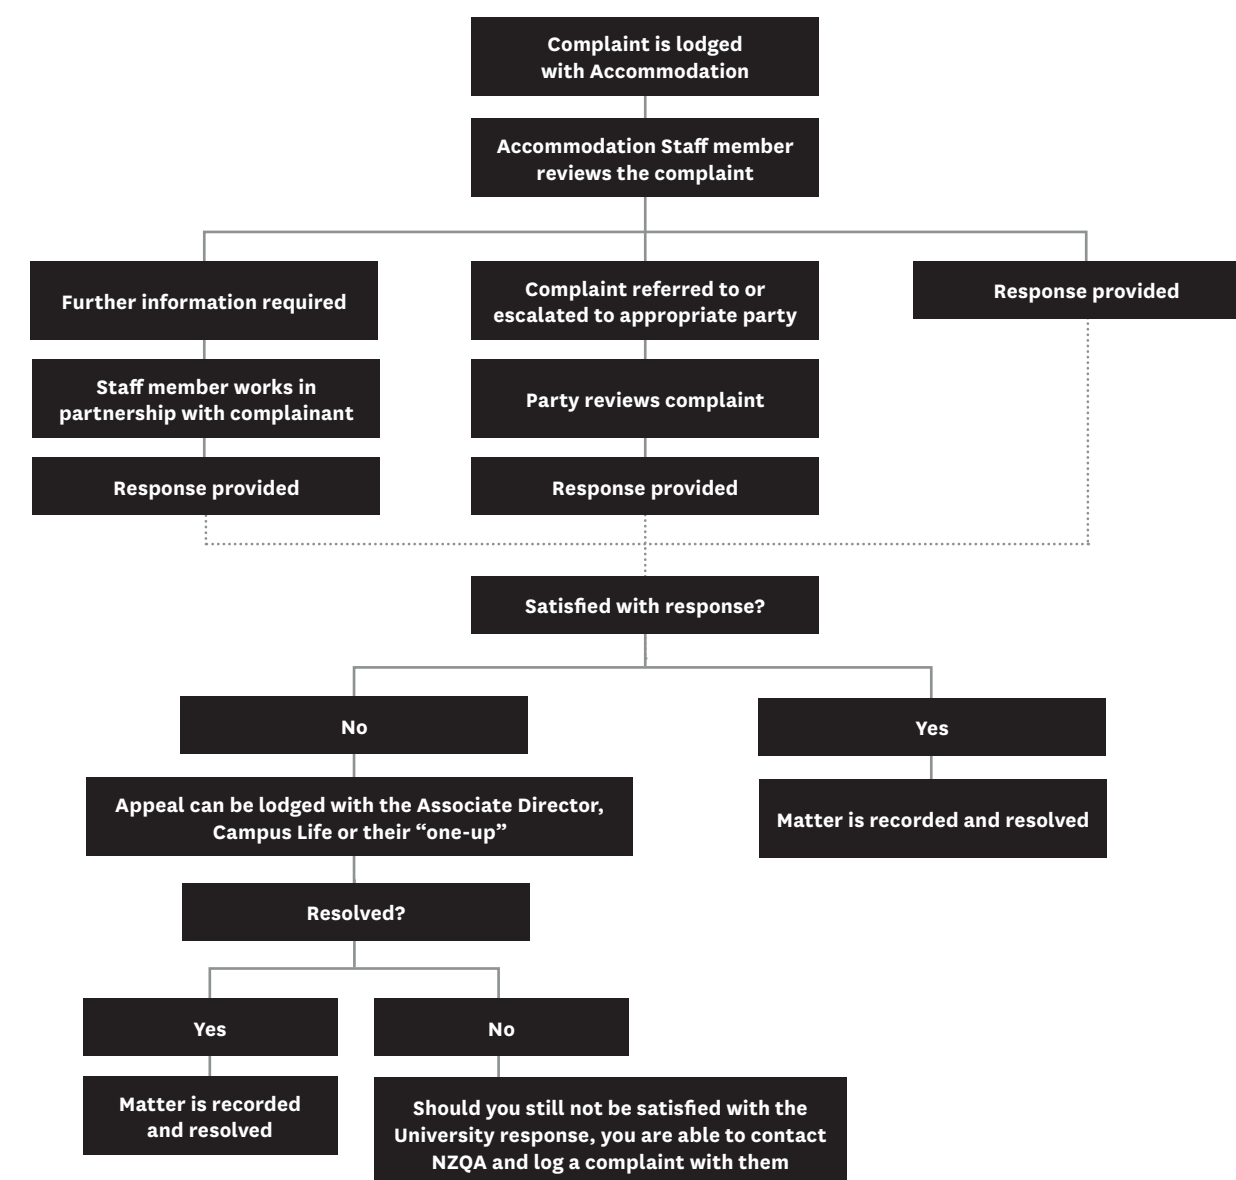 Complaint is lodged
with Accommodation
Accommodation Staff member
reviews the complaint
Further information required
Complaint referred to or
escalated to appropriate party
Response provided
Staff member works in
partnership with complainant
Party reviews complaint
Response provided
Response provided
Satisfied with response?
No
Yes
Appeal can be lodged with the Associate Director,
Campus Life or their “one-up”
Matter is recorded and resolved
Resolved?
Yes
No
Matter is recorded
and resolved
Should you still not be satisfied with the
University response, you are able to contact
NZQA and log a complaint with them